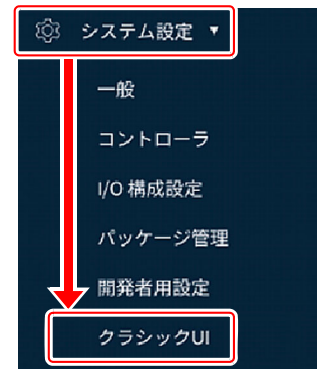 システム設定 ▼
一般
コントローラ
I/O 構成設定
パッケージ管理
開発者用設定
クラシックUI